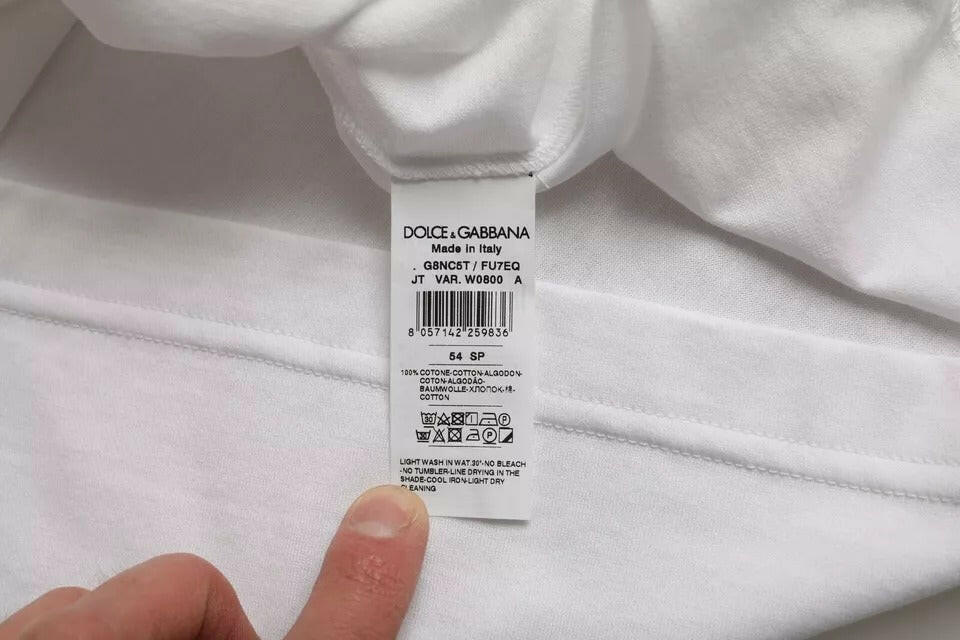 DOLCE & GABBANA
Made in Italy
. G8NC5T / FU7EQ
JT VAR. W0800 A
8 057142 259836
54 SP
100% COTONE-COTTON-ALGODON-
COTON-ALGODÃO-
BAUMWOLLE-ХЛОПОК-棉-
COTTON
LIGHT WASH IN WAT.30°-NO BLEACH
-NO TUMBLER-LINE DRYING IN THE
SHADE-COOL IRON-LIGHT DRY
CLEANING